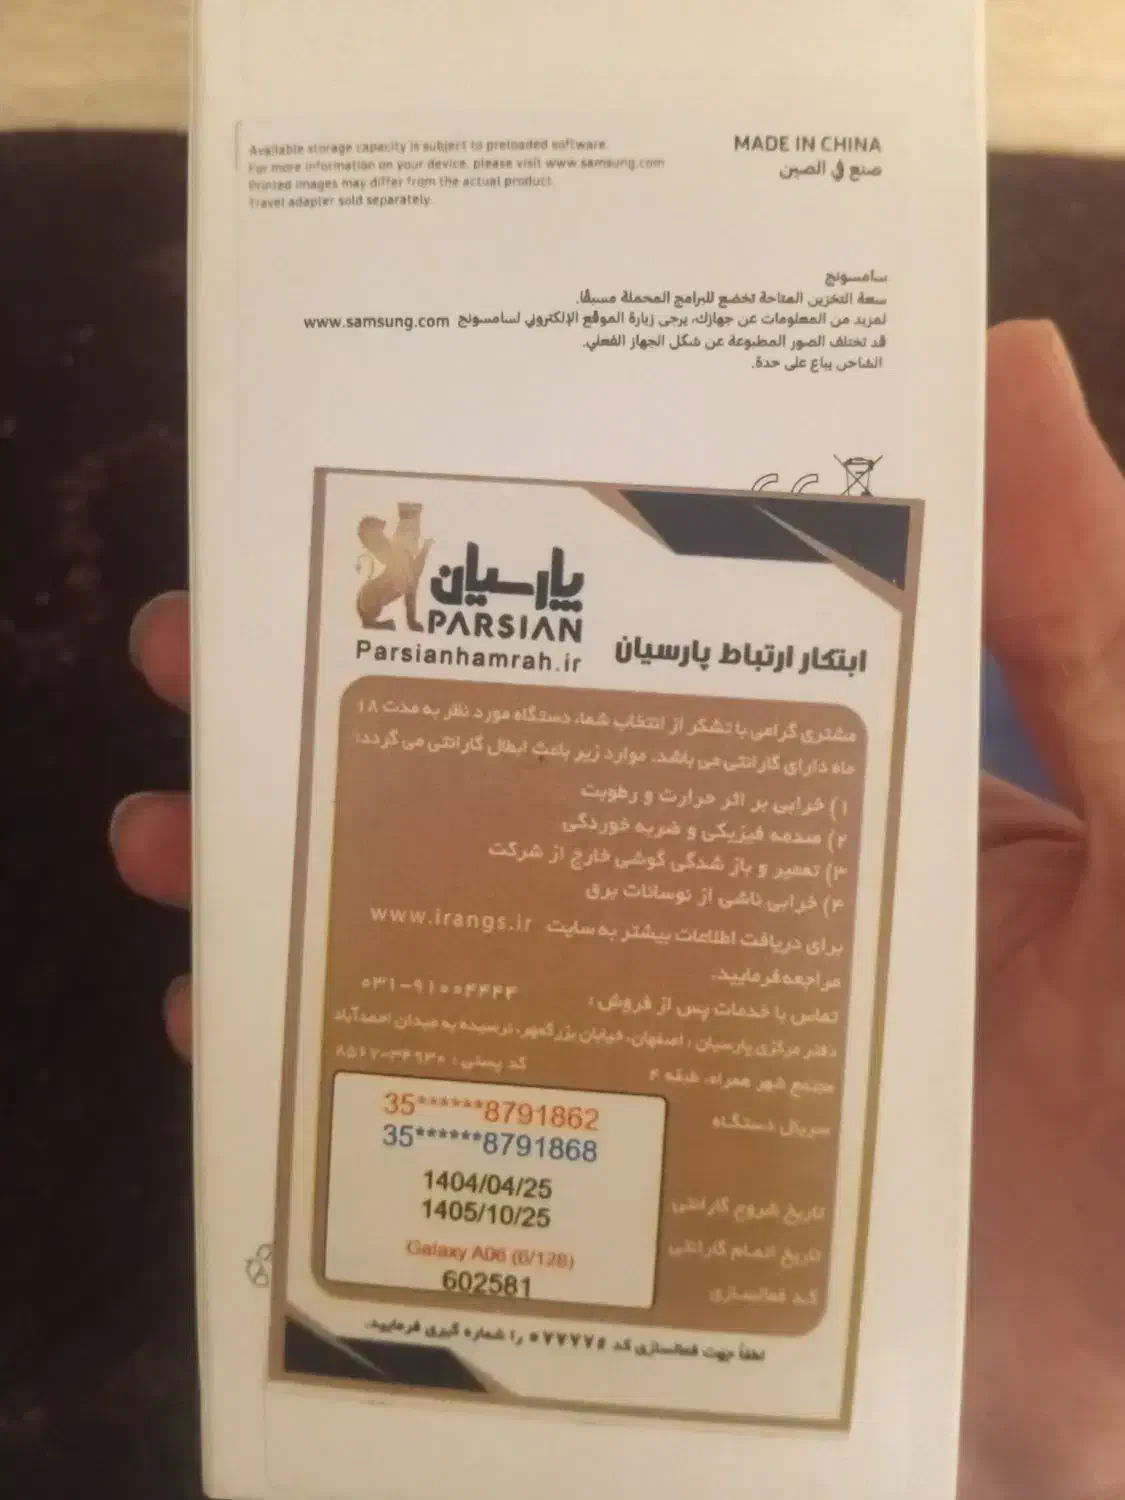 Available storage capacity is subject to preloaded software.
For more information on your device, please visit www.samsung.com
Printed images may differ from the actual product.
Travel adapter sold separately.
MADE IN CHINA
صنع في الصين
سامسونج
سعة التخزين المتاحة تخضع للبرامج المحملة مسبقًا.
لمزيد من المعلومات عن جهازك، يرجى زيارة الموقع الإلكتروني لسامسونج www.samsung.com
قد تختلف الصور المطبوعة عن شكل الجهاز الفعلي.
الشاحن يباع على حدة.
پارسیان
PARSIAN
Parsianhamrah.ir
ابتکار ارتباط پارسیان
مشتری گرامی با تشکر از انتخاب شما، دستگاه مورد نظر به مدت ۱۸
ماه دارای گارانتی می باشد. موارد زیر باعث ابطال گارانتی می گردد:
۱) خرابی بر اثر حرارت و رطوبت
۲) صدمه فیزیکی و ضربه خوردگی
۳) تعمیر و باز شدگی گوشی خارج از شرکت
۴) خرابی ناشی از نوسانات برق
برای دریافت اطلاعات بیشتر به سایت www.irangs.ir
مراجعه فرمایید.
تماس با خدمات پس از فروش: ۰۳۱-۹۱۰۰۴۴۴۴
دفتر مرکزی پارسیان: اصفهان، خیابان بزرگمهر، نرسیده به میدان احمدآباد
مجتمع شهر همراه، طبقه ۴ کد پستی:
سریال دستگاه
35******8791862
35******8791868
تاریخ شروع گارانتی 1404/04/25
تاریخ اتمام گارانتی 1405/10/25
Galaxy A06 (6/128)
کد فعالسازی 602581
لطفاً جهت فعالسازی کد را شماره گیری فرمایید.